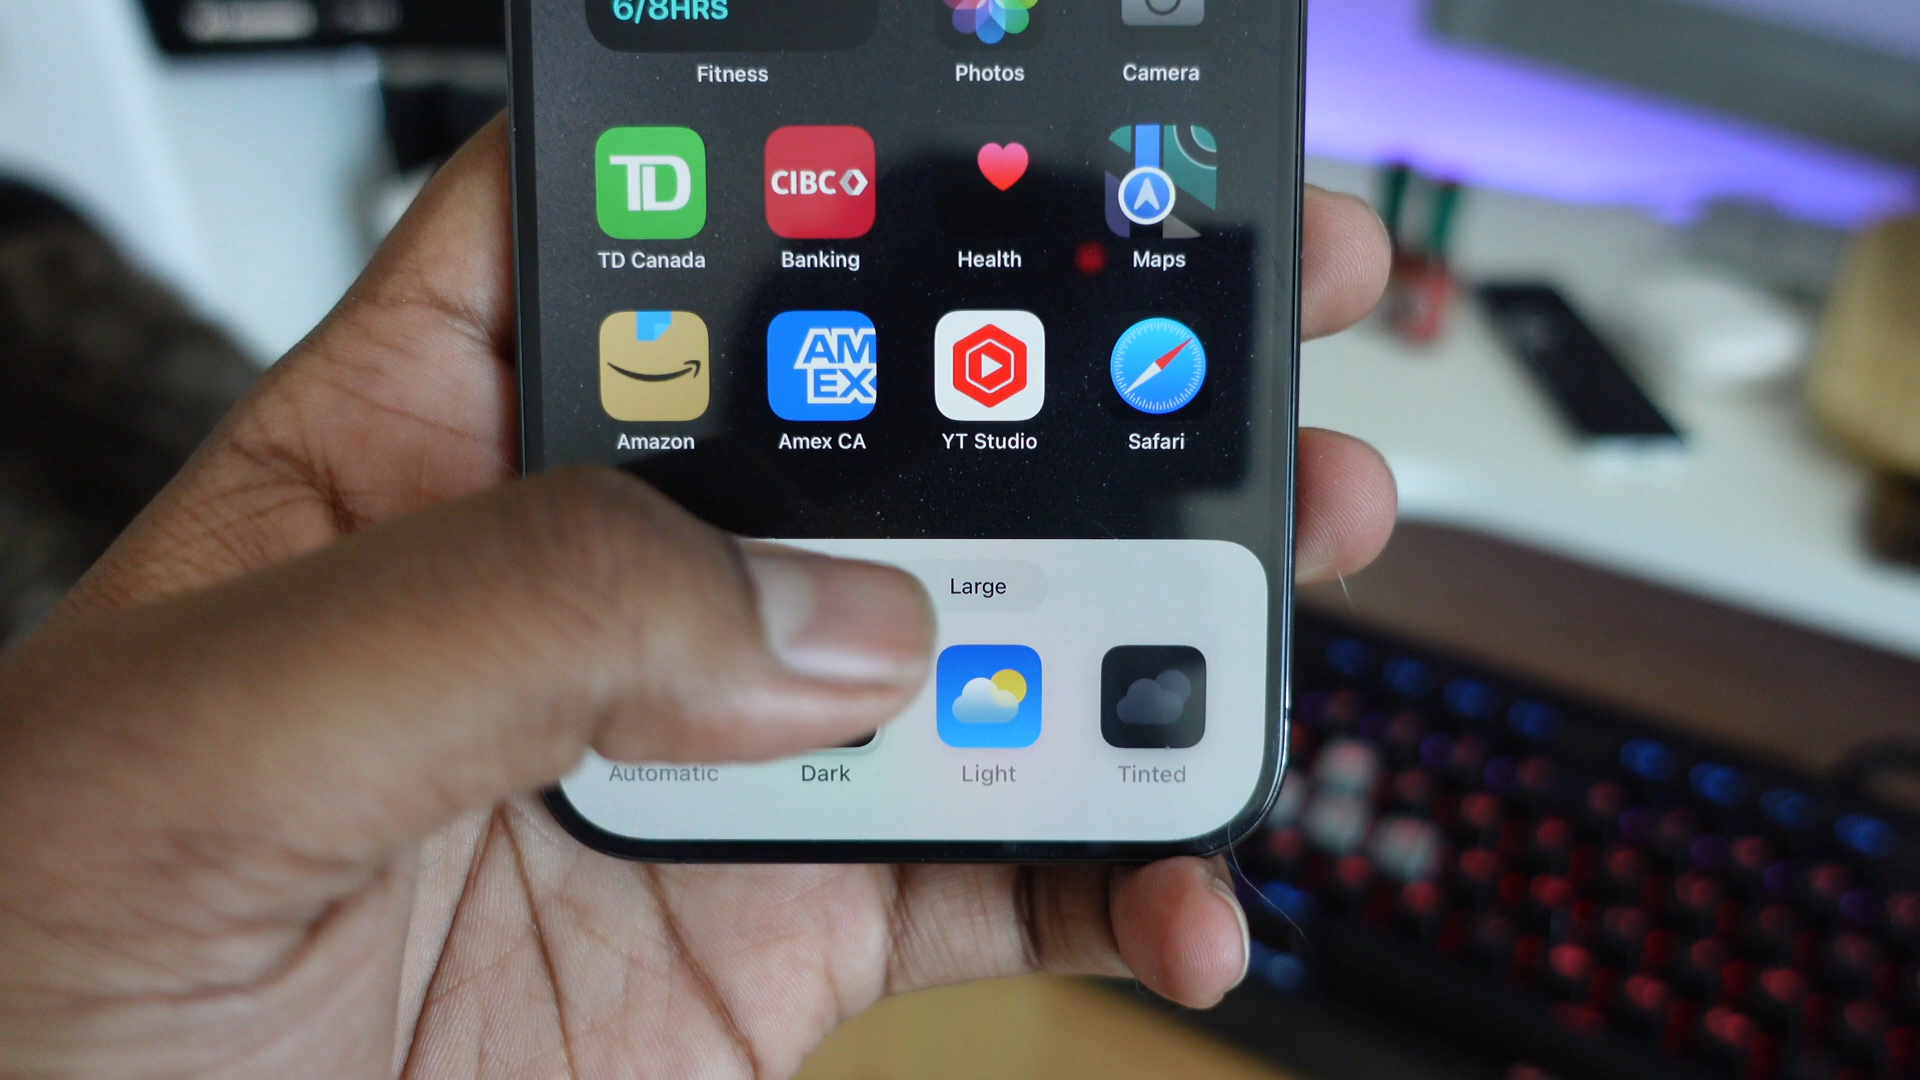 6/8HRS
Fitness Photos Camera
TD CIBC
TD Canada Banking Health Maps
AM
EX
Amazon Amex CA YT Studio Safari
Large
Automatic Dark Light Tinted